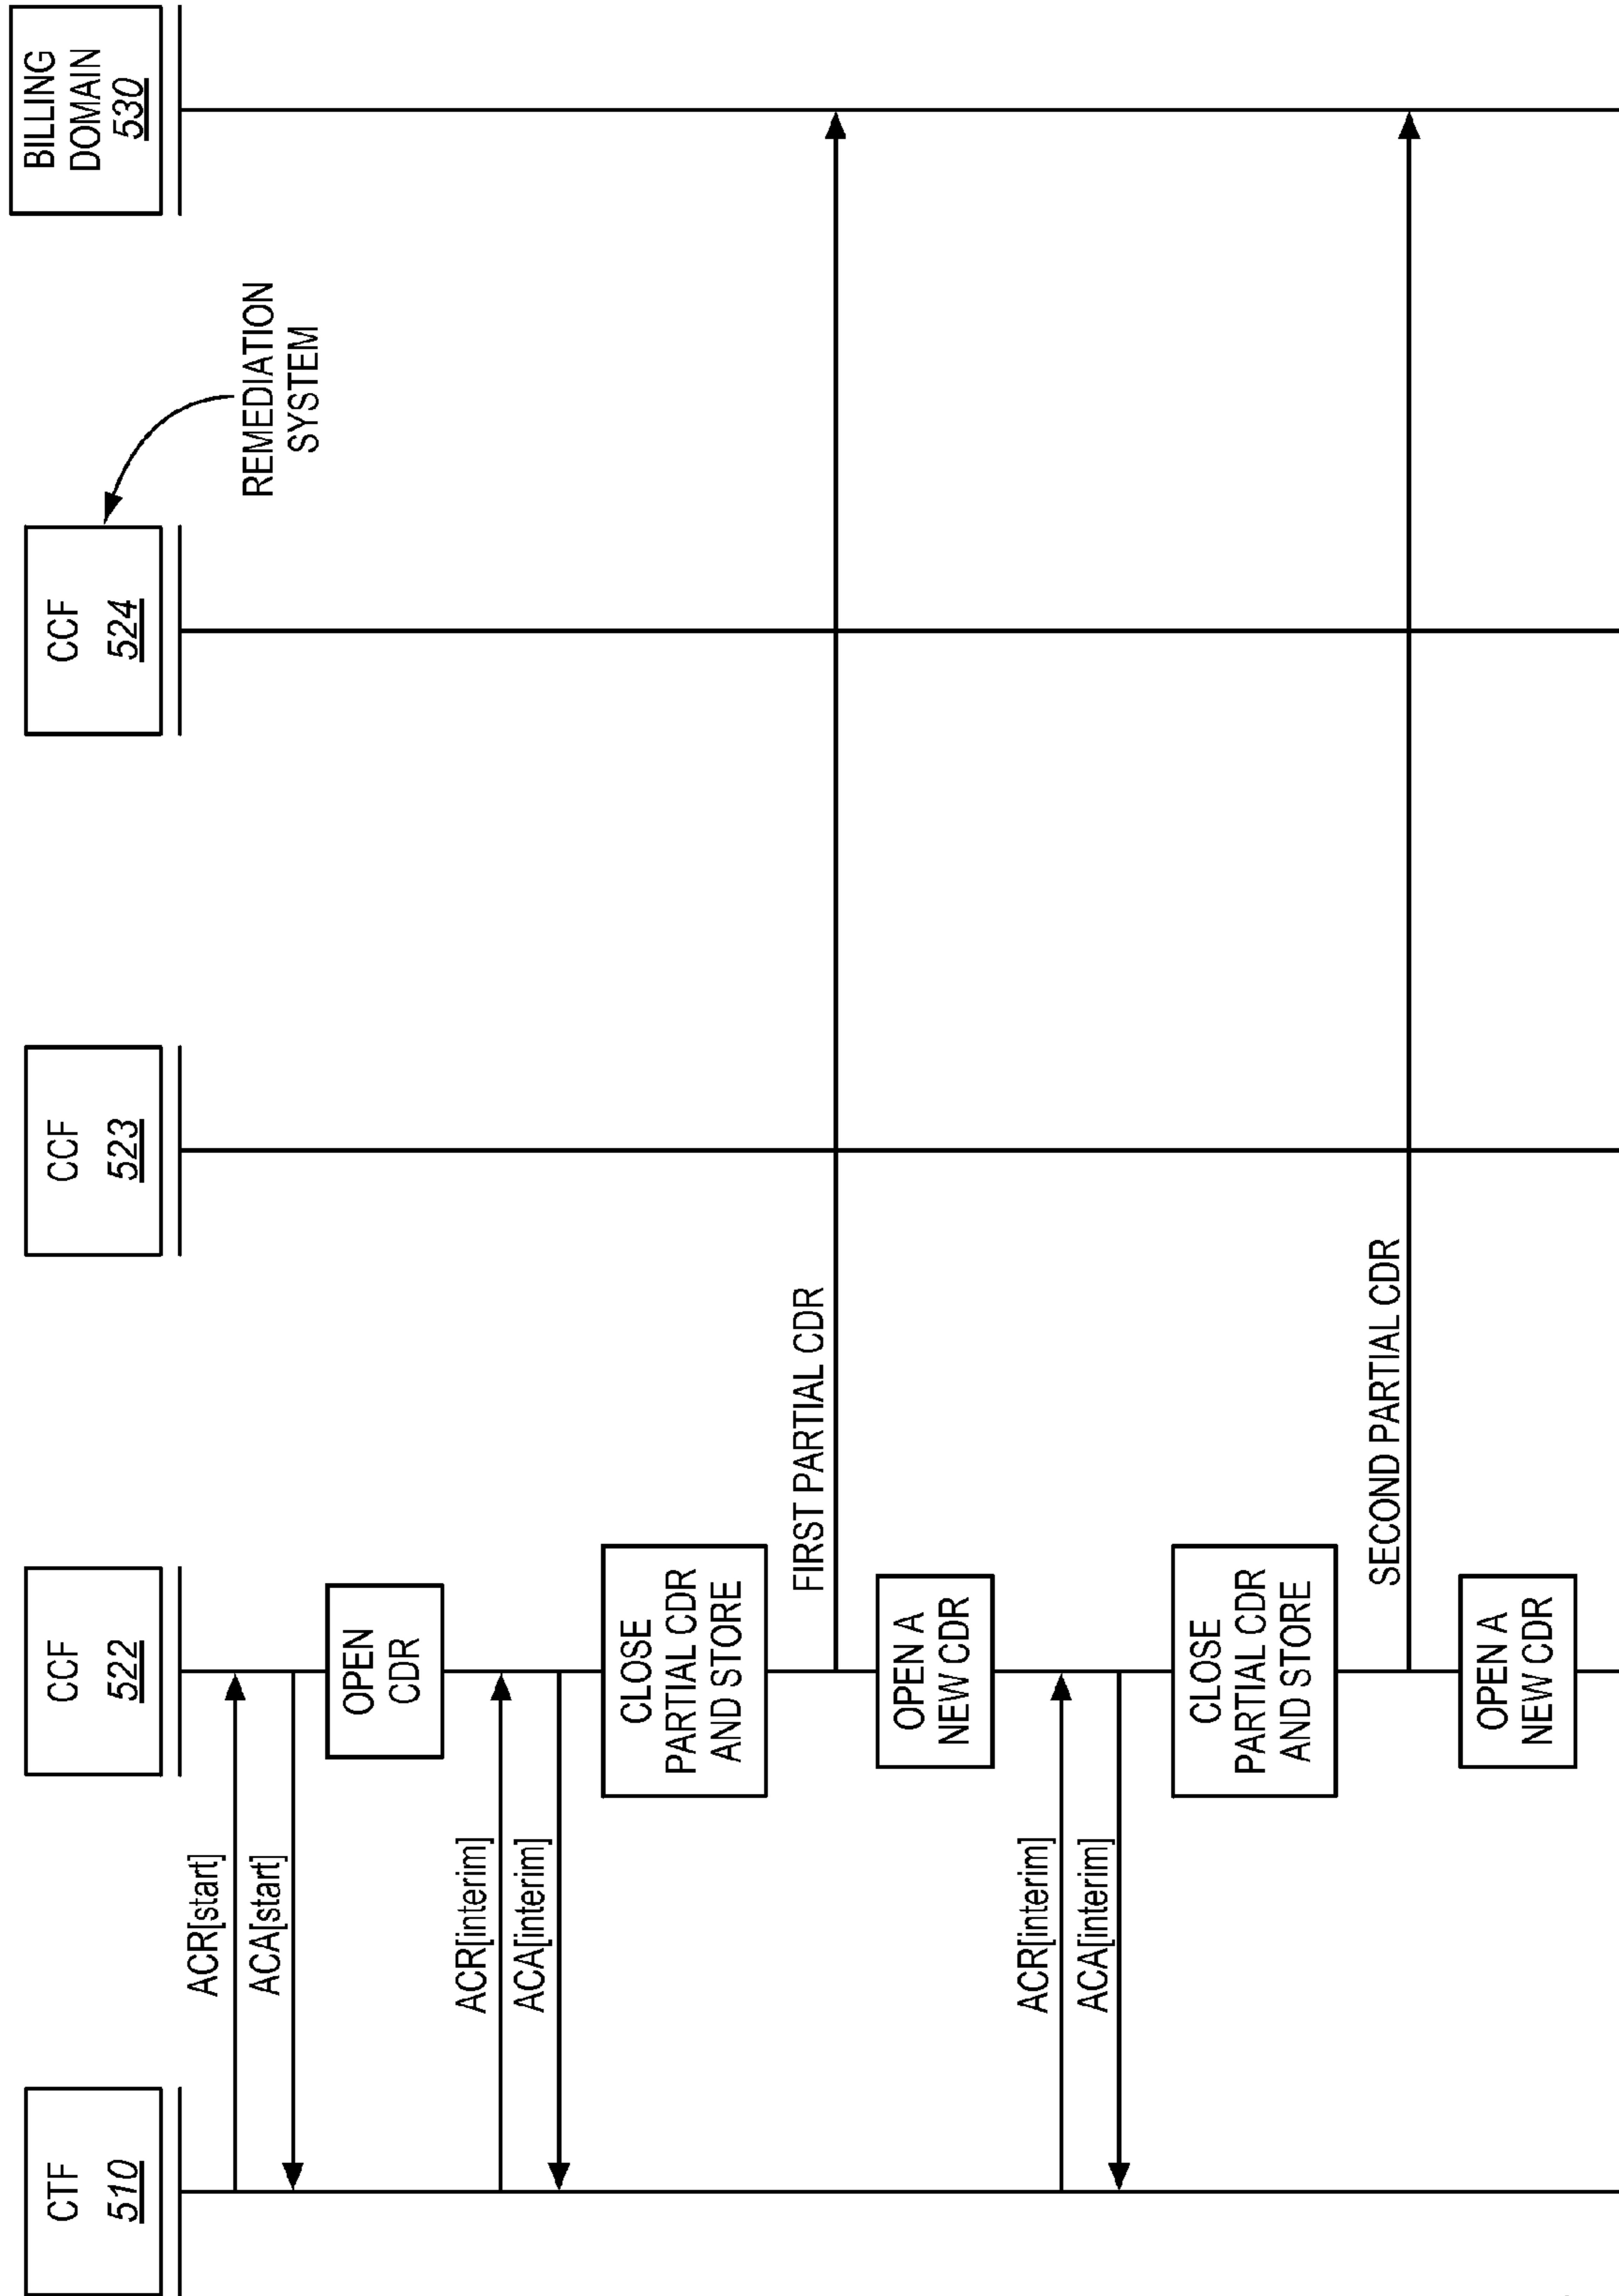 CTF
510
CCF
522
CCF
523
CCF
524
BILLING
DOMAIN
530
REMEDIATION
SYSTEM
ACR[start]
ACA[start]
OPEN
CDR
ACR[interim]
ACA[interim]
CLOSE
PARTIAL CDR
AND STORE
FIRST PARTIAL CDR
OPEN A
NEW CDR
ACR[interim]
ACA[interim]
CLOSE
PARTIAL CDR
AND STORE
SECOND PARTIAL CDR
OPEN A
NEW CDR